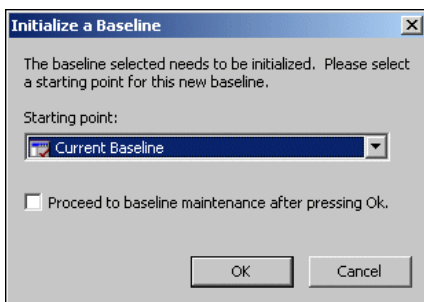 Initialize a Baseline
The baseline selected needs to be initialized.  Please select
a starting point for this new baseline.
Starting point:
Current Baseline
Proceed to baseline maintenance after pressing Ok.
OK
Cancel